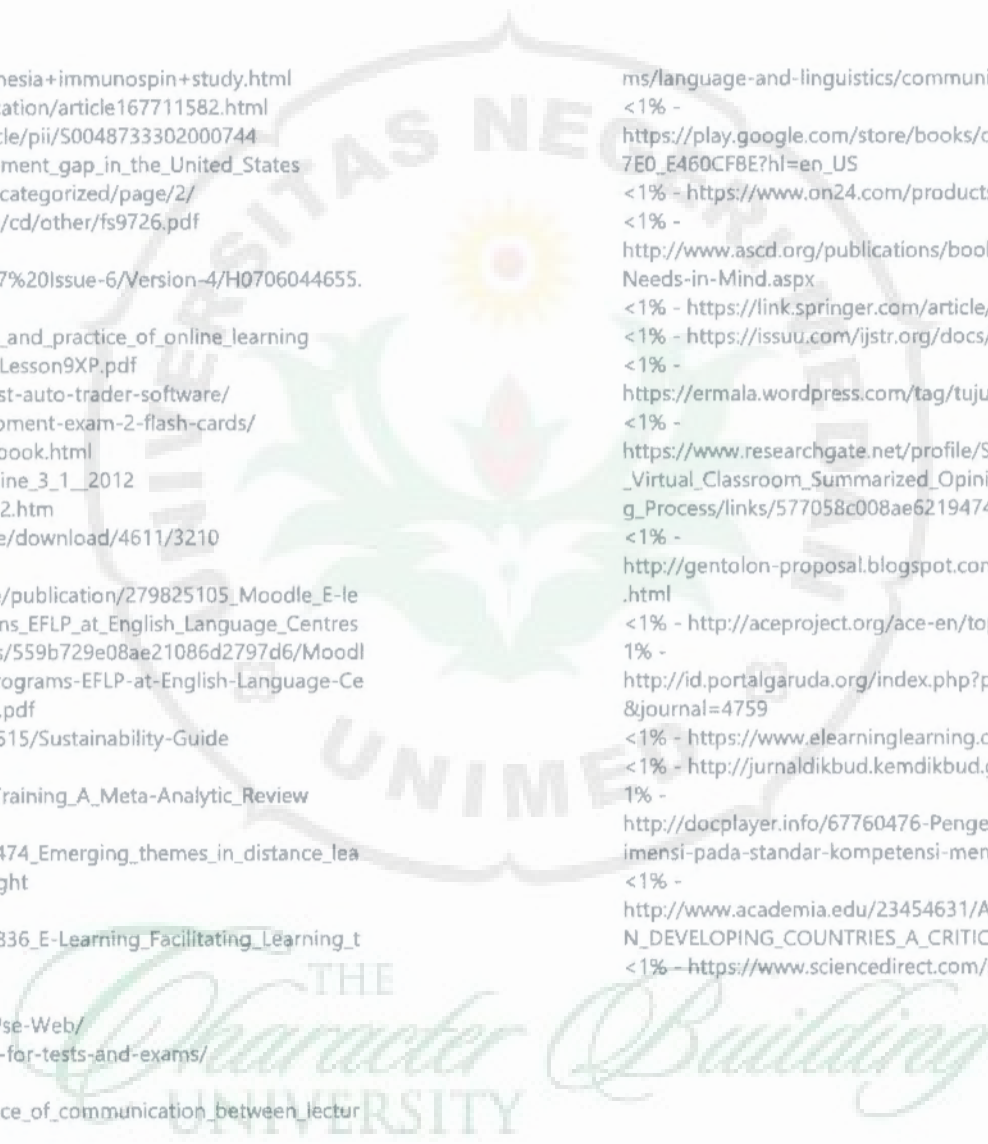 nesia+immunospin+study.html
cation/article167711582.html
cle/pii/S0048733302000744
ment_gap_in_the_United_States
categorized/page/2/
/cd/other/fs9726.pdf
7%20Issue-6/Version-4/H0706044655.
_and_practice_of_online_learning
Lesson9XP.pdf
st-auto-trader-software/
pment-exam-2-flash-cards/
book.html
ine_3_1__2012
2.htm
e/download/4611/3210
e/publication/279825105_Moodle_E-le
ns_EFLP_at_English_Language_Centres
s/559b729e08ae21086d2797d6/Moodl
rograms-EFLP-at-English-Language-Ce
.pdf
515/Sustainability-Guide
Training_A_Meta-Analytic_Review
474_Emerging_themes_in_distance_lea
ght
836_E-Learning_Facilitating_Learning_t
Pse-Web/
-for-tests-and-exams/
ce_of_communication_between_lectur
ms/language-and-linguistics/communi
<1% -
https://play.google.com/store/books/c
7E0_E460CF8E?hl=en_US
<1% - https://www.on24.com/products
<1% -
http://www.ascd.org/publications/book
Needs-in-Mind.aspx
<1% - https://link.springer.com/article/
<1% - https://issuu.com/ijstr.org/docs/
<1% -
https://ermala.wordpress.com/tag/tuju
<1% -
https://www.researchgate.net/profile/S
_Virtual_Classroom_Summarized_Opini
g_Process/links/577058c008ae6219474
<1% -
http://gentolon-proposal.blogspot.com
.html
<1% - http://aceproject.org/ace-en/top
1% -
http://id.portalgaruda.org/index.php?p
&journal=4759
<1% - https://www.elearninglearning.c
<1% - http://jurnaldikbud.kemdikbud.g
1% -
http://docplayer.info/67760476-Penge
imensi-pada-standar-kompetensi-men
<1% -
http://www.academia.edu/23454631/A
N_DEVELOPING_COUNTRIES_A_CRITIC
<1% - https://www.sciencedirect.com/
UNIVERSITAS NEGERI MEDAN
UNIMED
THE
Character Building
UNIVERSITY